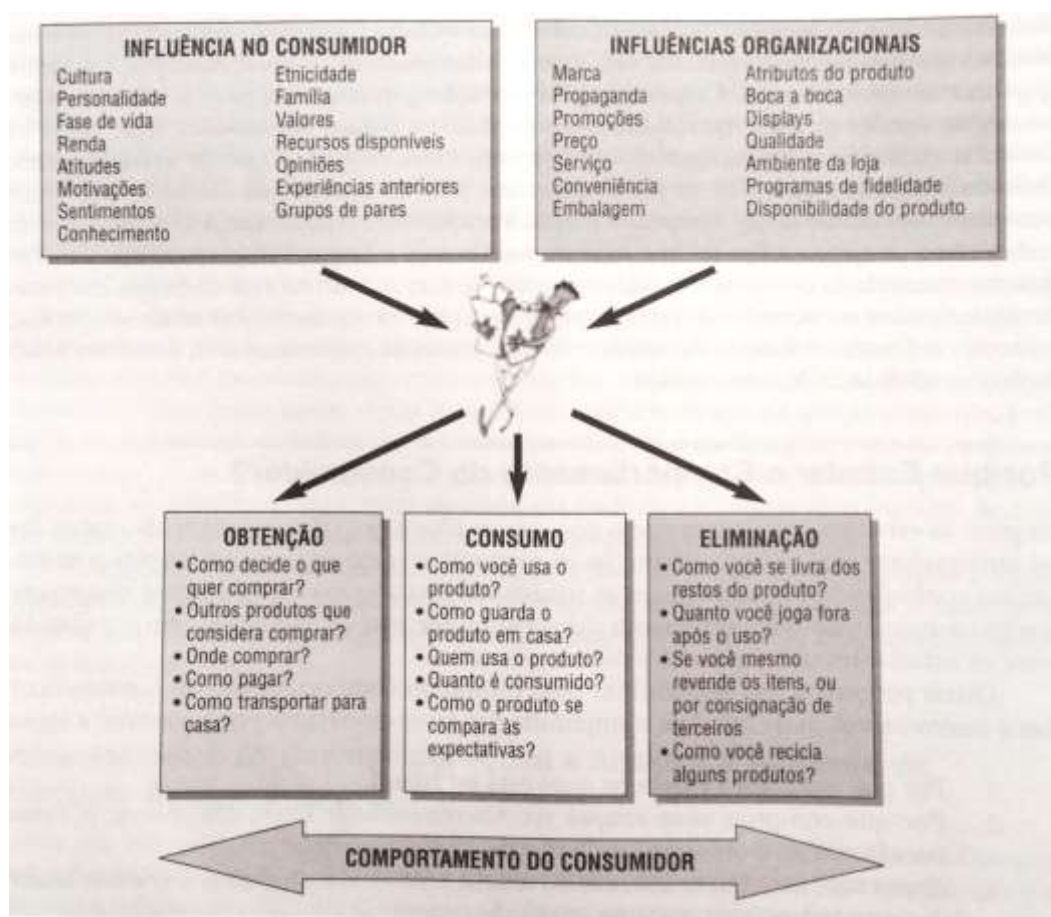 INFLUÊNCIA NO CONSUMIDOR
Cultura
Personalidade
Fase de vida
Renda
Atitudes
Motivações
Sentimentos
Conhecimento
Etnicidade
Família
Valores
Recursos disponíveis
Opiniões
Experiências anteriores
Grupos de pares
INFLUÊNCIAS ORGANIZACIONAIS
Marca
Propaganda
Promoções
Preço
Serviço
Conveniência
Embalagem
Atributos do produto
Boca a boca
Displays
Qualidade
Ambiente da loja
Programas de fidelidade
Disponibilidade do produto
OBTENÇÃO
• Como decide o que
quer comprar?
• Outros produtos que
considera comprar?
• Onde comprar?
• Como pagar?
• Como transportar para
casa?
CONSUMO
• Como você usa o
produto?
• Como guarda o
produto em casa?
• Quem usa o produto?
• Quanto é consumido?
• Como o produto se
compara às
expectativas?
ELIMINAÇÃO
• Como você se livra dos
restos do produto?
• Quanto você joga fora
após o uso?
• Se você mesmo
revende os itens, ou
por consignação de
terceiros
• Como você recicla
alguns produtos?
COMPORTAMENTO DO CONSUMIDOR